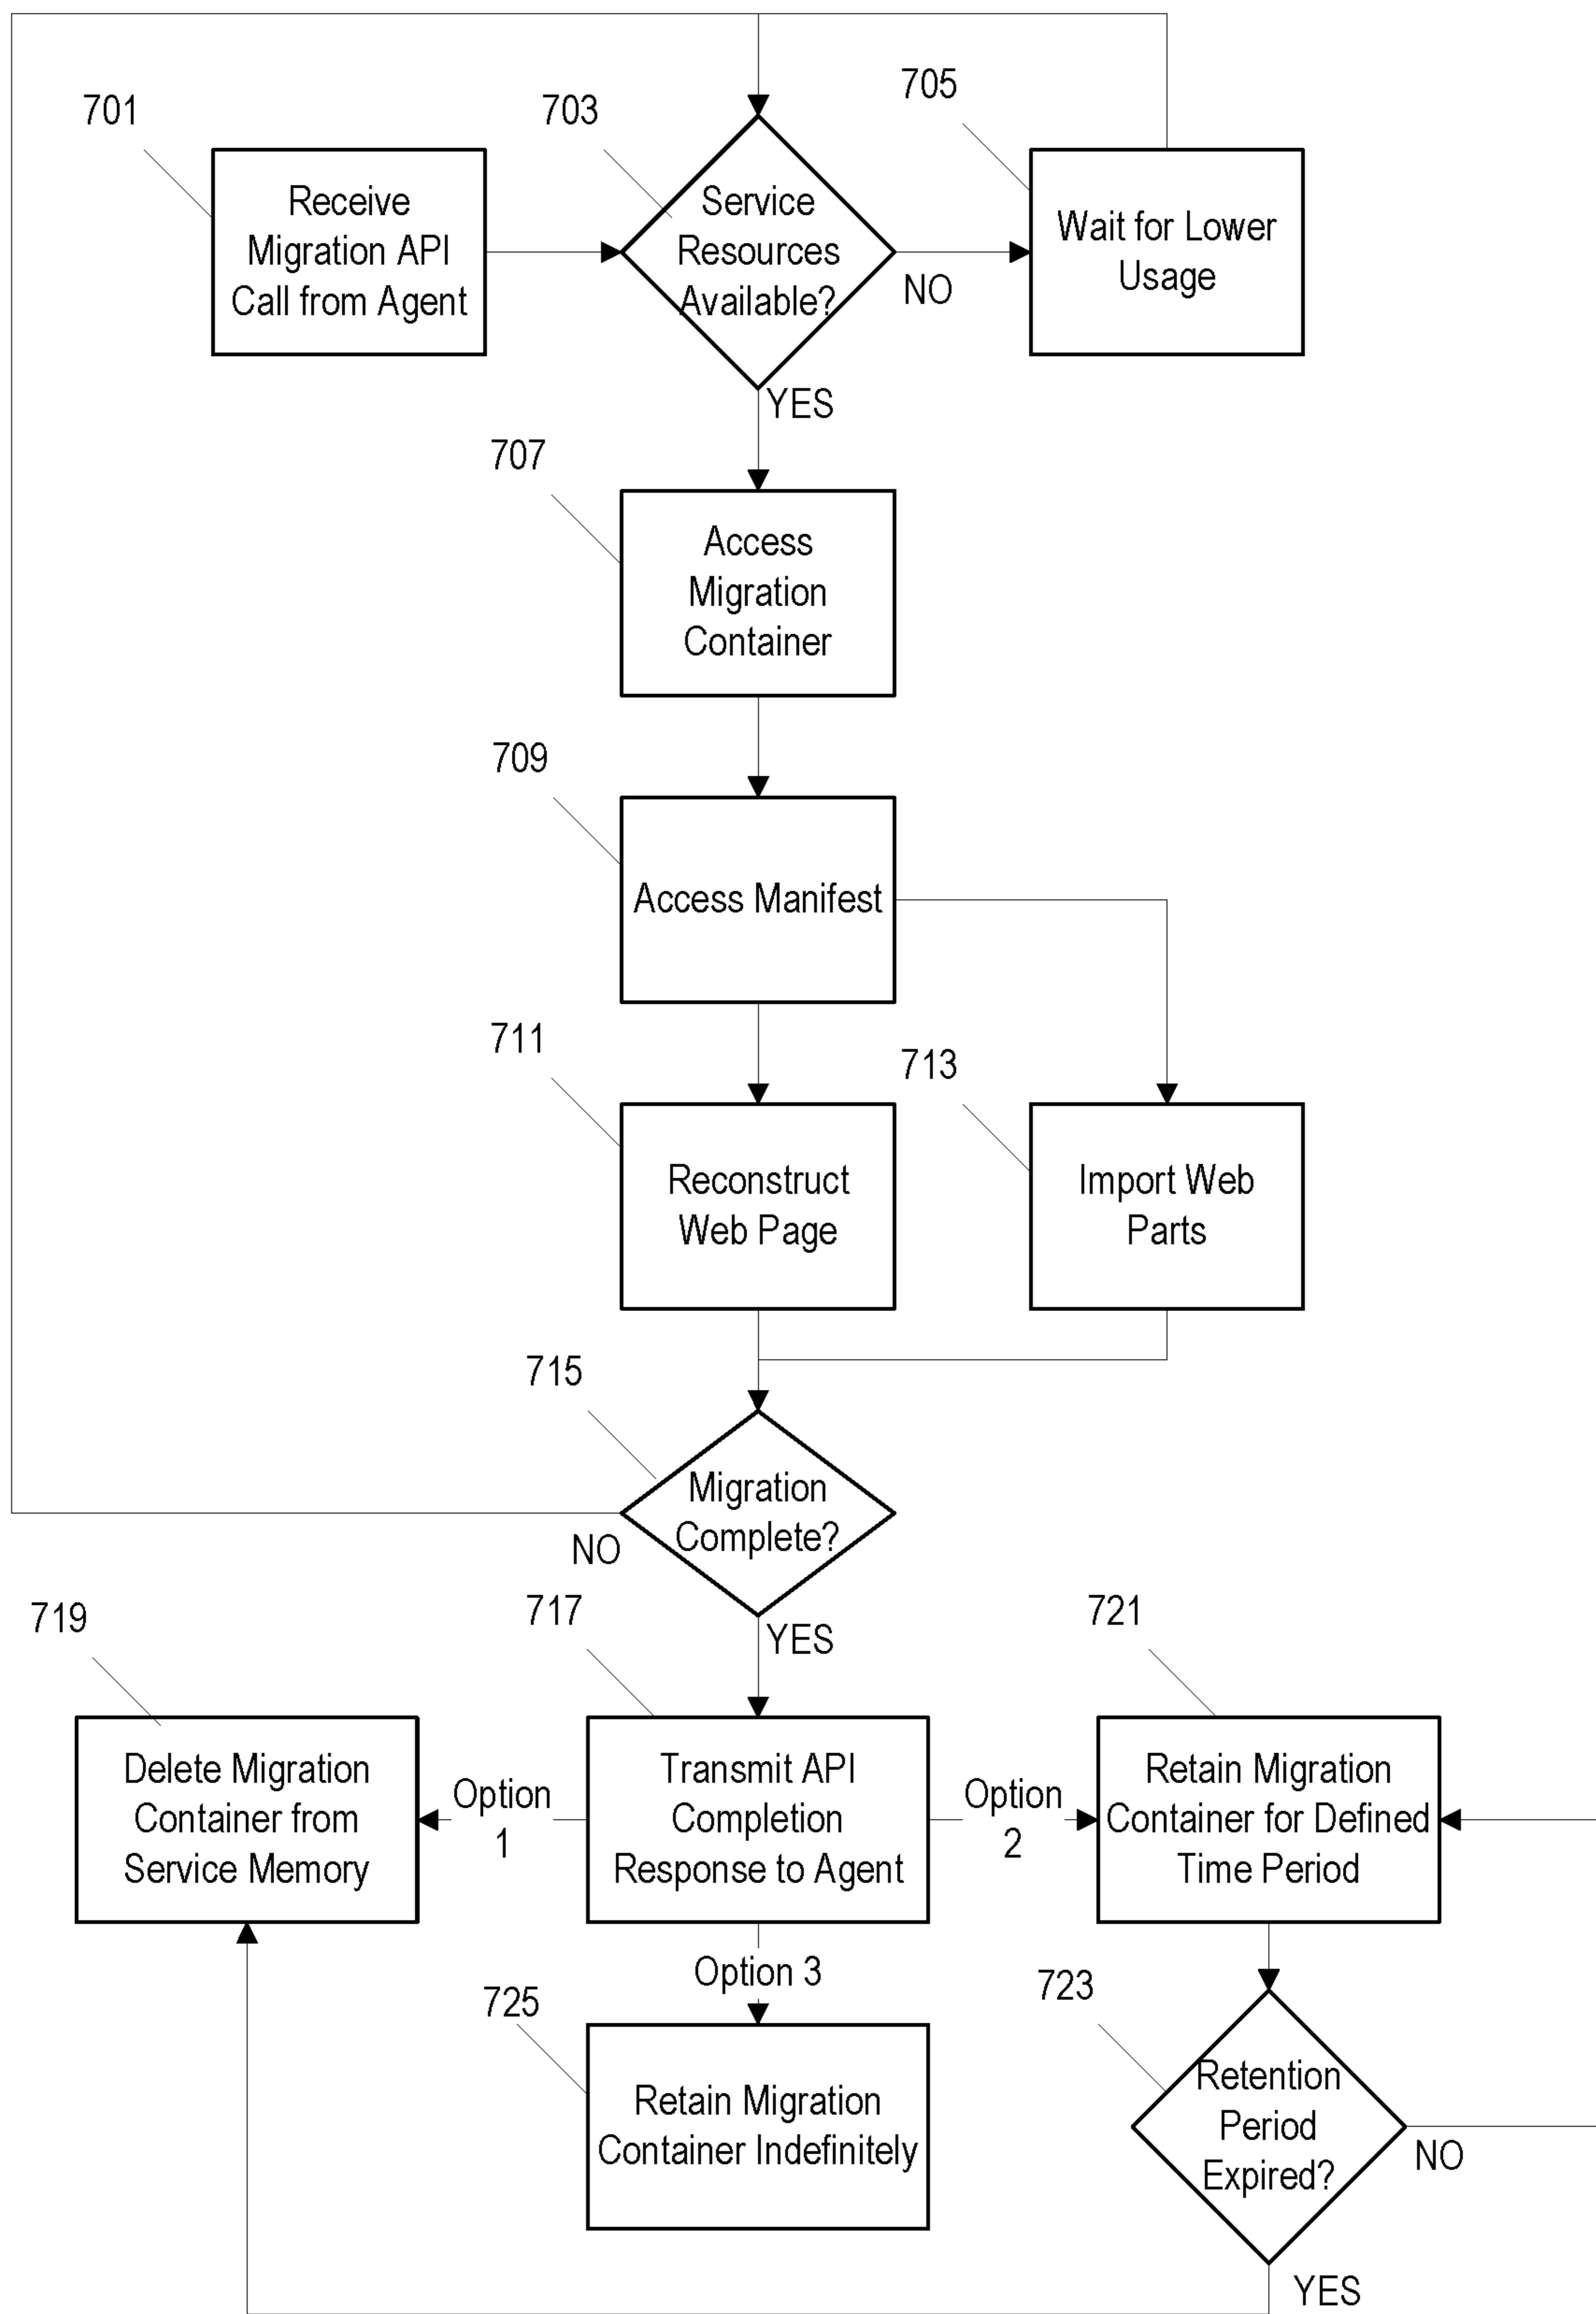 701
703
705
Receive
Migration API
Call from Agent
Service
Resources
Available?
NO
Wait for Lower
Usage
YES
707
Access
Migration
Container
709
Access Manifest
711
713
Reconstruct
Web Page
Import Web
Parts
715
Migration
Complete?
NO
YES
719
717
721
Delete Migration
Container from
Service Memory
Option
1
Transmit API
Completion
Response to Agent
Option
2
Retain Migration
Container for Defined
Time Period
Option 3
725
723
Retain Migration
Container Indefinitely
Retention
Period
Expired?
NO
YES